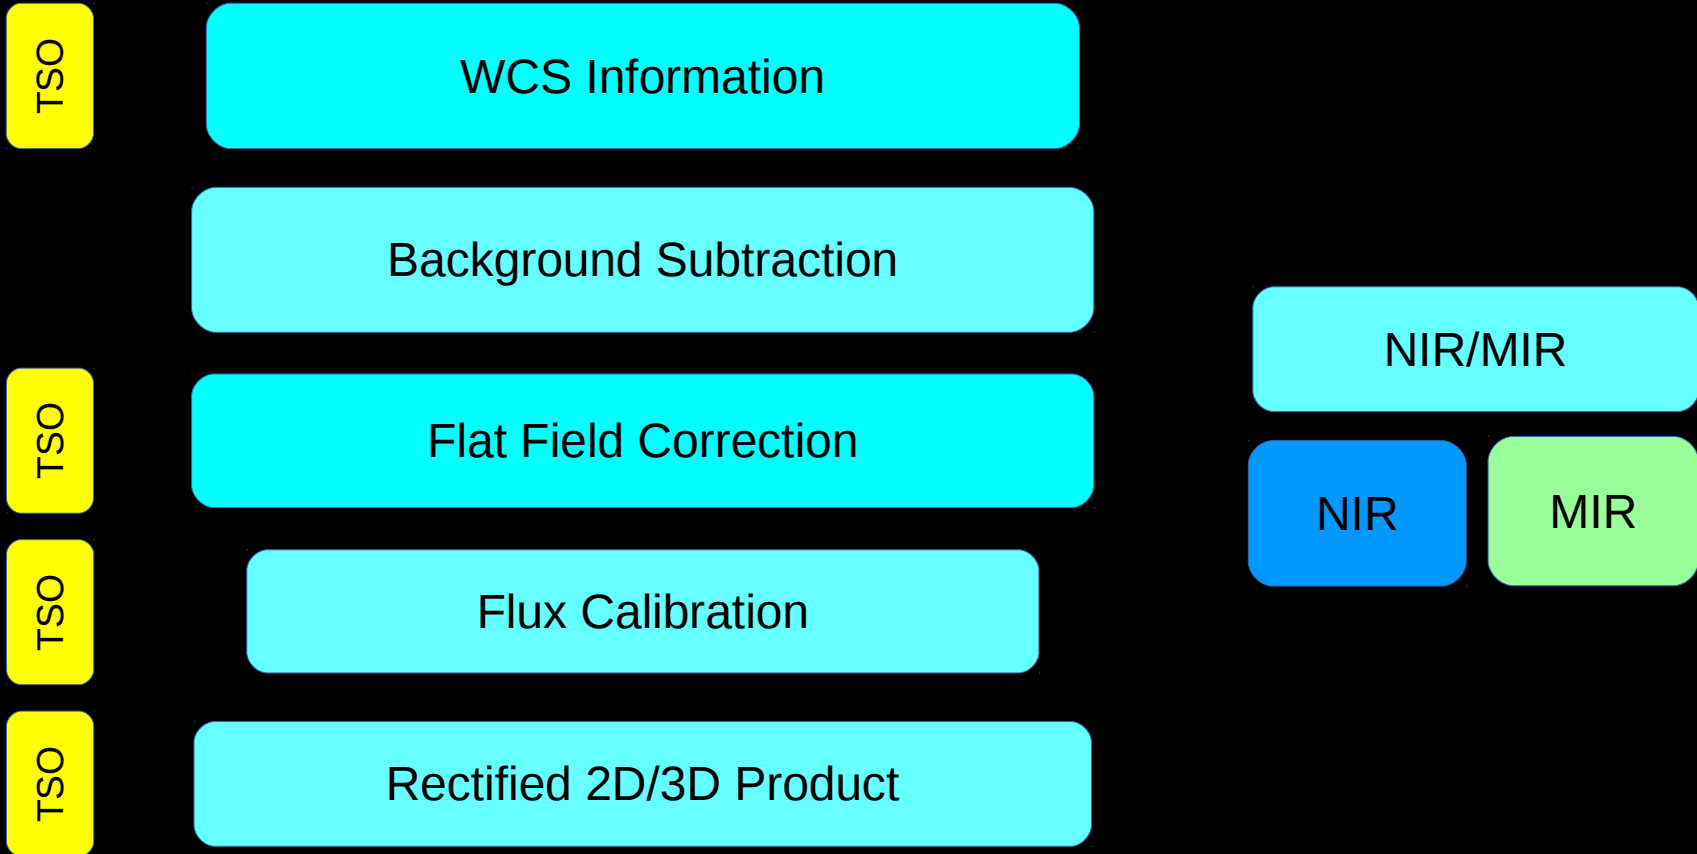 TSO
WCS Information
Background Subtraction
TSO
Flat Field Correction
TSO
Flux Calibration
TSO
Rectified 2D/3D Product
NIR/MIR
NIR
MIR